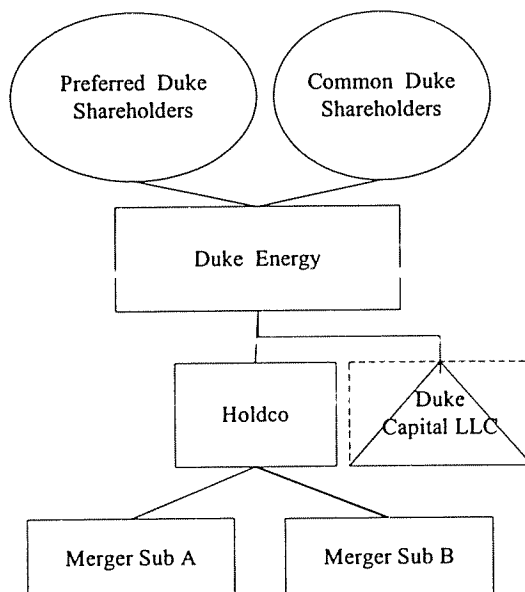 Preferred Duke
Shareholders
Common Duke
Shareholders
Duke Energy
Holdco
Duke
Capital LLC
Merger Sub A
Merger Sub B